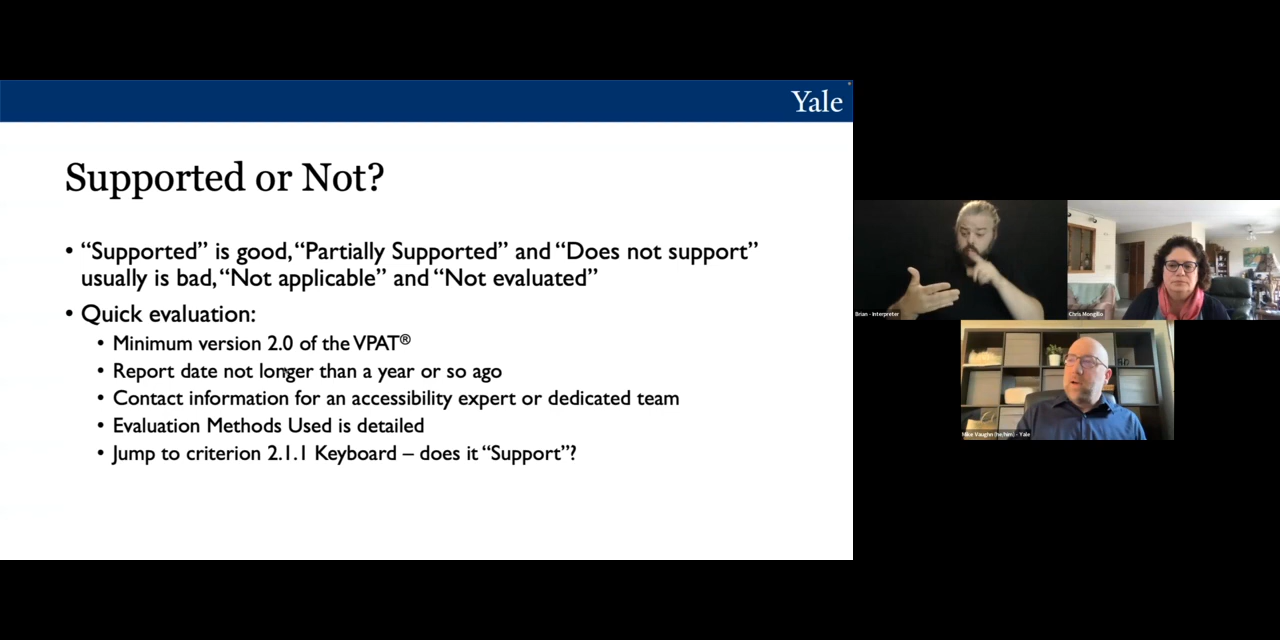 Yale
Supported or Not?
• “Supported” is good, “Partially Supported” and “Does not support”
usually is bad, “Not applicable” and “Not evaluated”
• Quick evaluation:
• Minimum version 2.0 of the VPAT®
• Report date not longer than a year or so ago
• Contact information for an accessibility expert or dedicated team
• Evaluation Methods Used is detailed
• Jump to criterion 2.1.1 Keyboard – does it “Support”?
Brian - Interpreter
Chris Mongillo
Mike Vaughn (he/him) - Yale